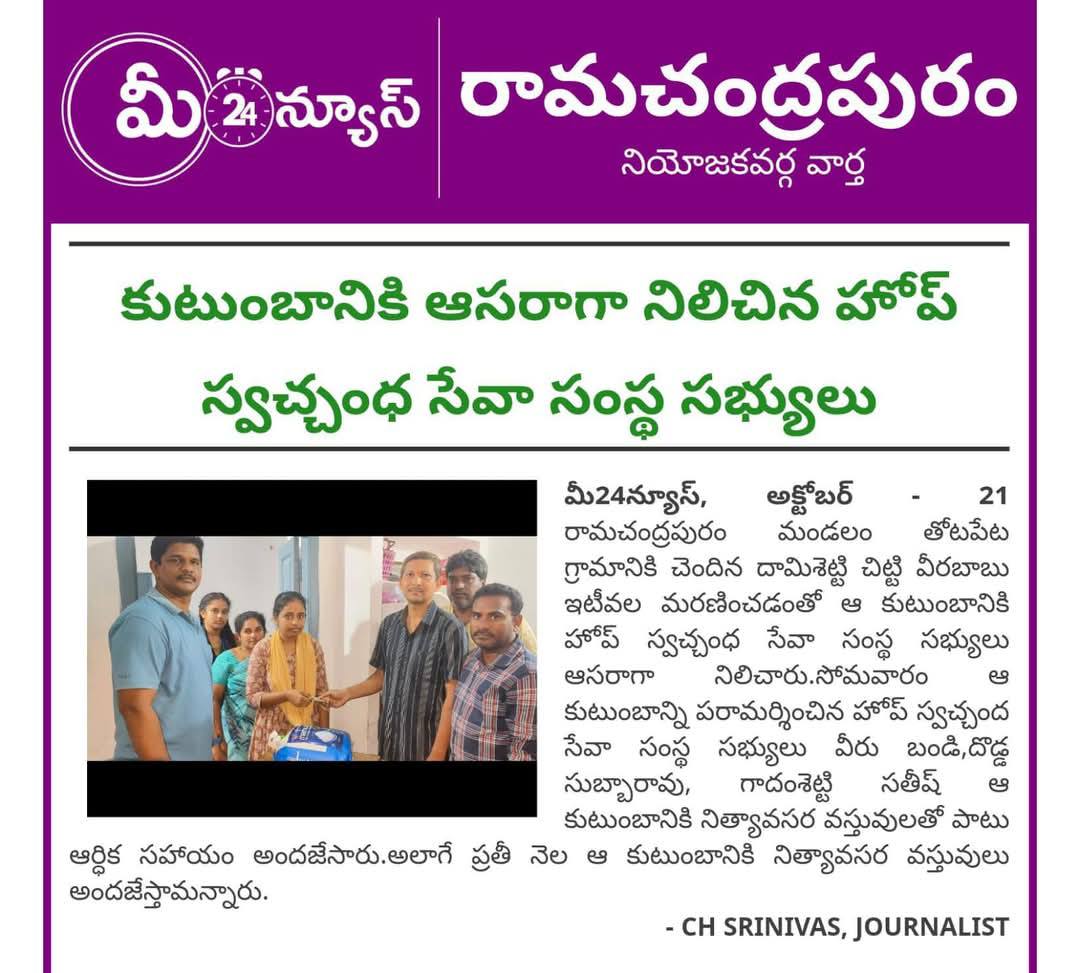 మీ24న్యూస్
రామచంద్రపురం
నియోజకవర్గ వార్త
కుటుంబానికి ఆసరాగా నిలిచిన హోప్
స్వచ్చంధ సేవా సంస్థ సభ్యులు
మీ24న్యూస్, అక్టోబర్ - 21
రామచంద్రపురం మండలం తోటపేట
గ్రామానికి చెందిన దామిశెట్టి చిట్టి వీరబాబు
ఇటీవల మరణించడంతో ఆ కుటుంబానికి
హోప్ స్వచ్చంధ సేవా సంస్థ సభ్యులు
ఆసరాగా నిలిచారు.సోమవారం ఆ
కుటుంబాన్ని పరామర్శించిన హోప్ స్వచ్చంద
సేవా సంస్థ సభ్యులు వీరు బండి,దొడ్డ
సుబ్బారావు, గాదంశెట్టి సతీష్ ఆ
కుటుంబానికి నిత్యావసర వస్తువులతో పాటు
ఆర్ధిక సహాయం అందజేసారు.అలాగే ప్రతీ నెల ఆ కుటుంబానికి నిత్యావసర వస్తువులు
అందజేస్తామన్నారు.
- CH SRINIVAS, JOURNALIST